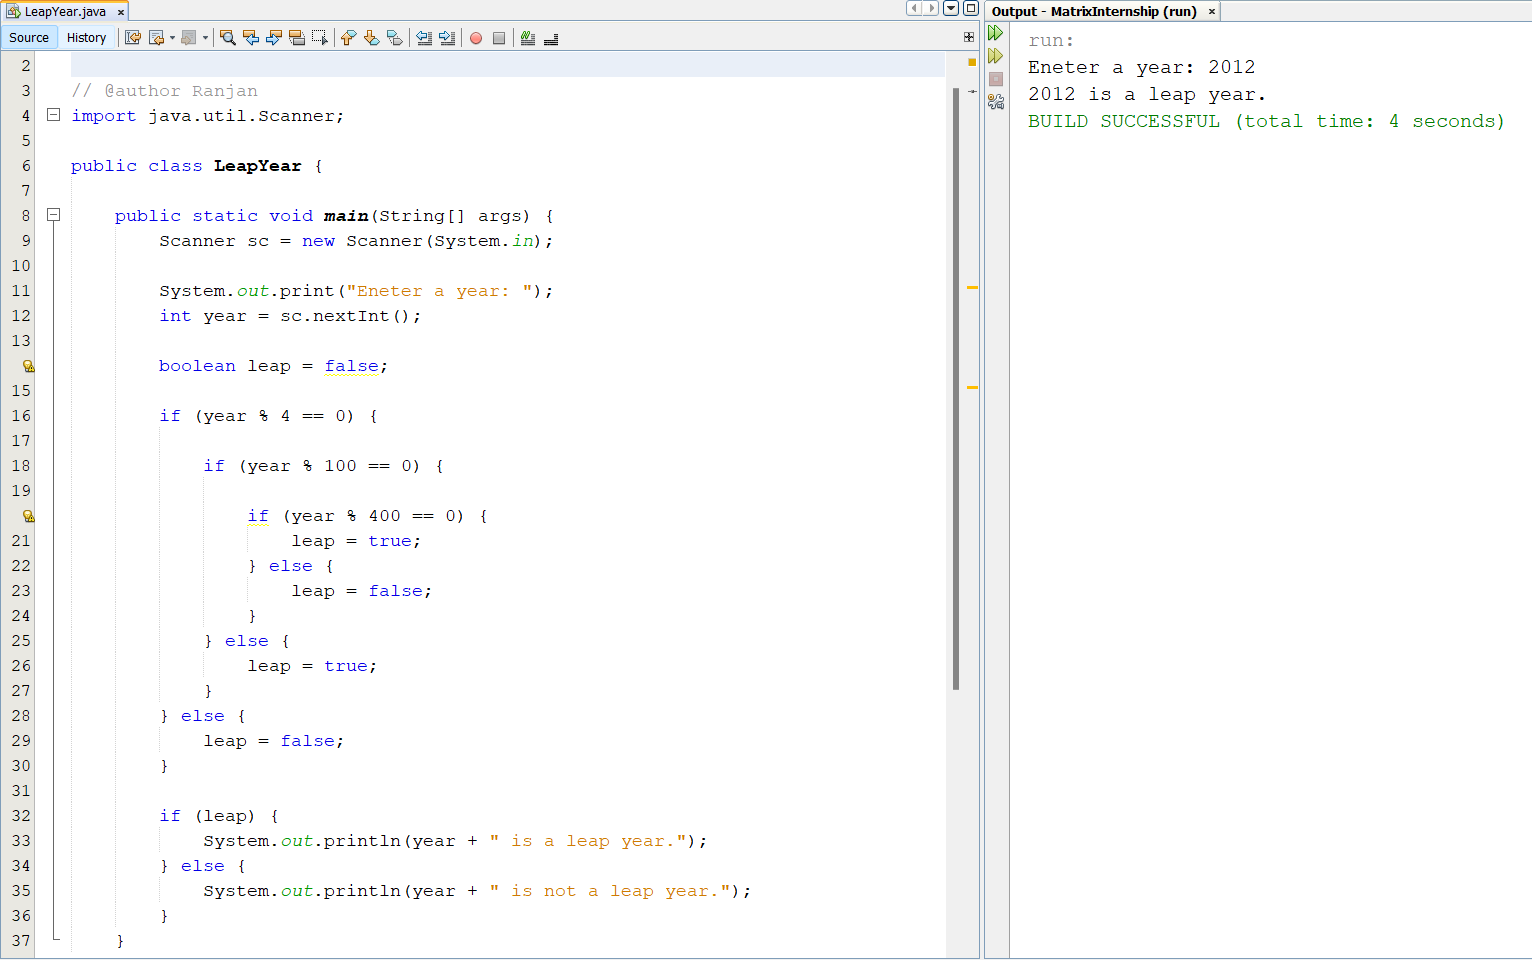 LeapYear.java
Source History
2
3 // @author Ranjan
4 import java.util.Scanner;
5
6 public class LeapYear {
7
8 public static void main(String[] args) {
9 Scanner sc = new Scanner(System.in);
10
11 System.out.print("Eneter a year: ");
12 int year = sc.nextInt();
13
boolean leap = false;
15
16 if (year % 4 == 0) {
17
18 if (year % 100 == 0) {
19
if (year % 400 == 0) {
21 leap = true;
22 } else {
23 leap = false;
24 }
25 } else {
26 leap = true;
27 }
28 } else {
29 leap = false;
30 }
31
32 if (leap) {
33 System.out.println(year + " is a leap year.");
34 } else {
35 System.out.println(year + " is not a leap year.");
36 }
37 }
Output - MatrixInternship (run)
run:
Eneter a year: 2012
2012 is a leap year.
BUILD SUCCESSFUL (total time: 4 seconds)